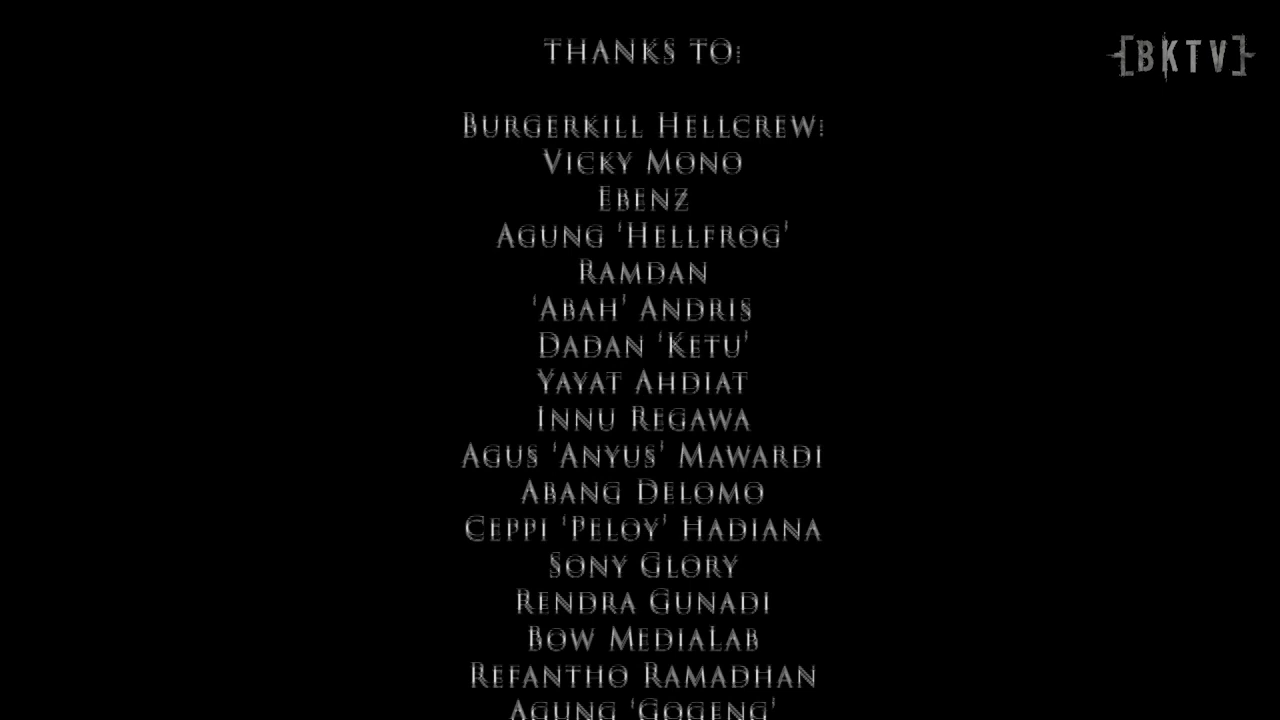 THANKS TO:
{BKTV}
BURGERKILL HELLCREW:
VICKY MONO
EBENZ
AGUNG ‘HELLFROG’
RAMDAN
‘ABAH’ ANDRIS
DADAN ‘KETU’
YAYAT AHDIAT
INNU REGAWA
AGUS ‘ANYUS’ MAWARDI
ABANG DELOMO
CEPPI ‘PELOY’ HADIANA
SONY GLORY
RENDRA GUNADI
BOW MEDIALAB
REFANTHO RAMADHAN
AGUNG ‘GOGENG’